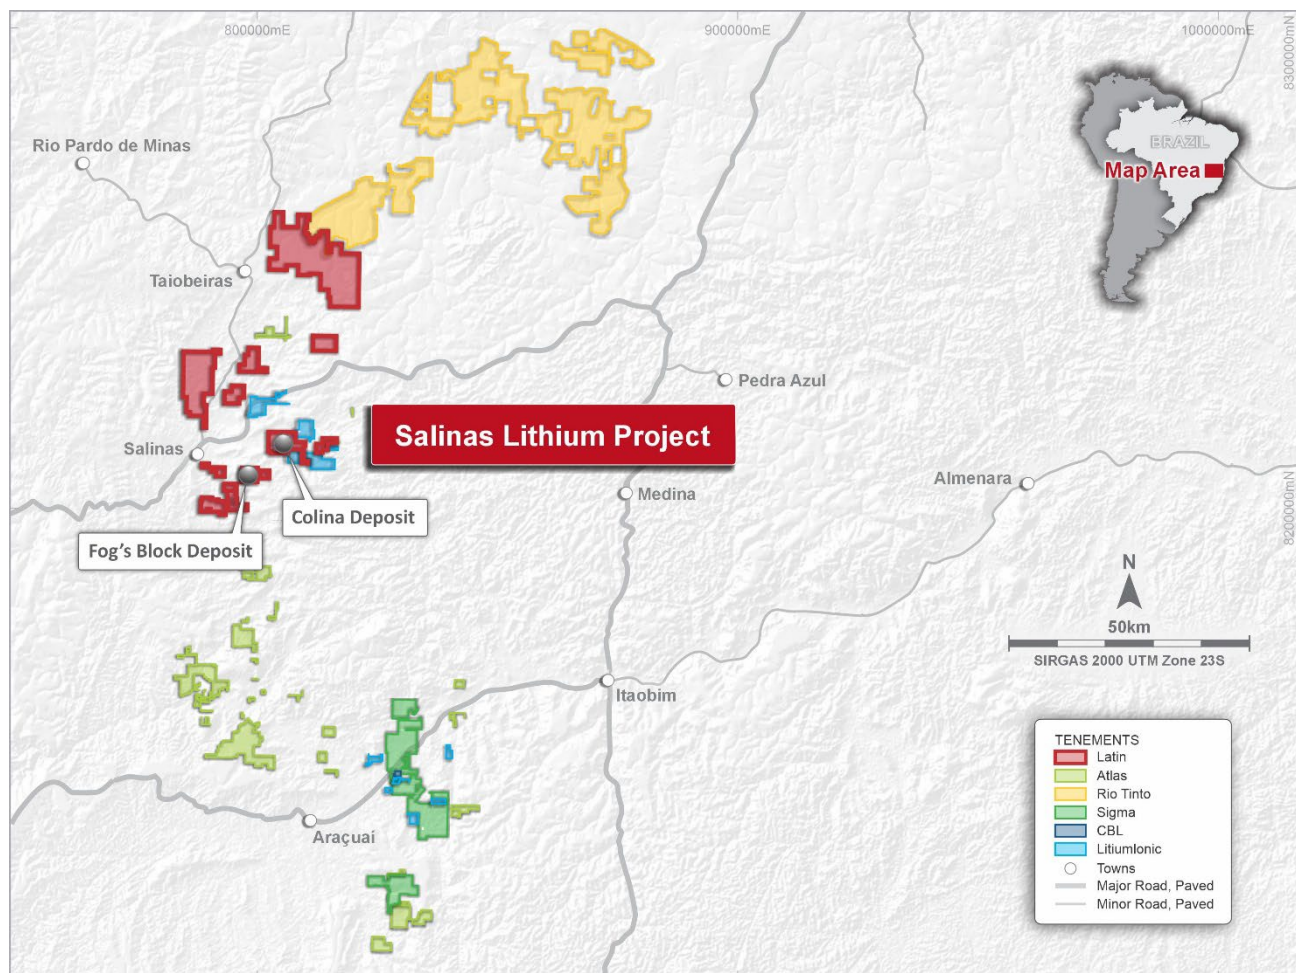 800000mE
900000mE
1000000mE
8300000mN
Rio Pardo de Minas
BRAZIL
Map Area
Taiobeiras
Pedra Azul
Salinas Lithium Project
Salinas
Almenara
Medina
Colina Deposit
8200000mN
Fog's Block Deposit
N
50km
SIRGAS 2000 UTM Zone 23S
Itaobim
Araçuaí
TENEMENTS
Latin
Atlas
Rio Tinto
Sigma
CBL
LitiumIonic
Towns
Major Road, Paved
Minor Road, Paved